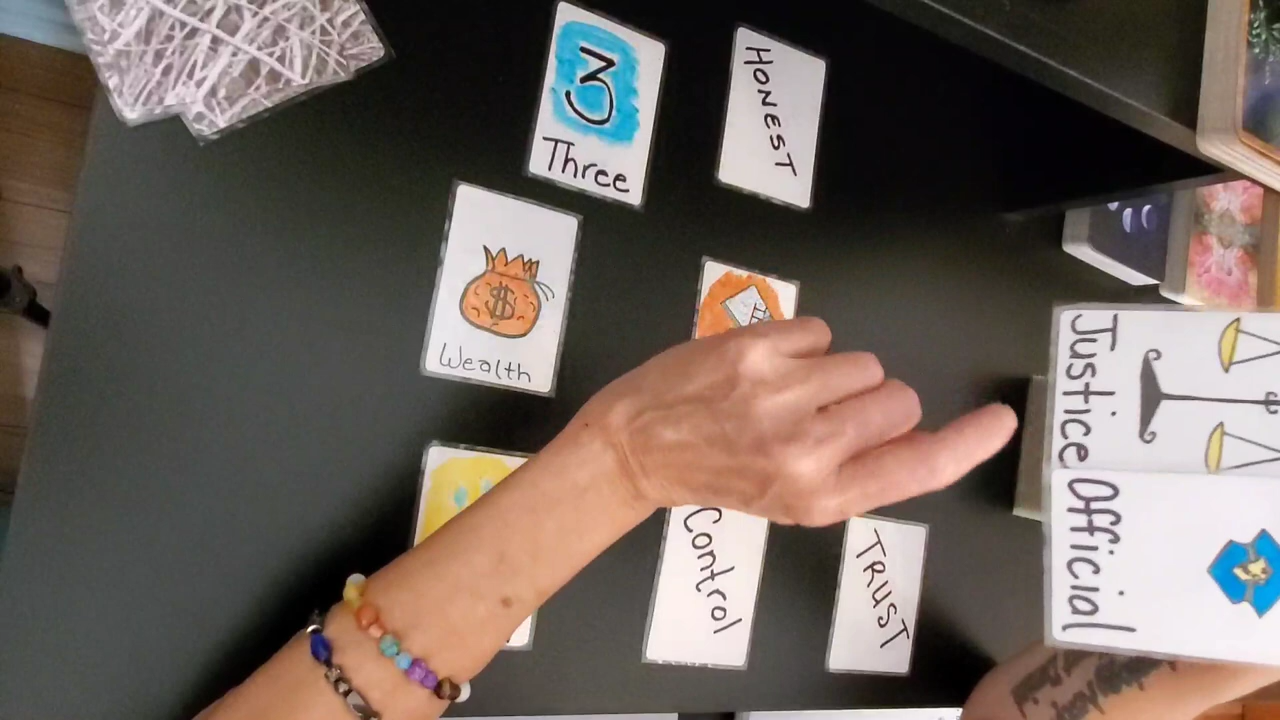 3
Three
HONEST
$
Wealth
Control
TRUST
Justice
Official